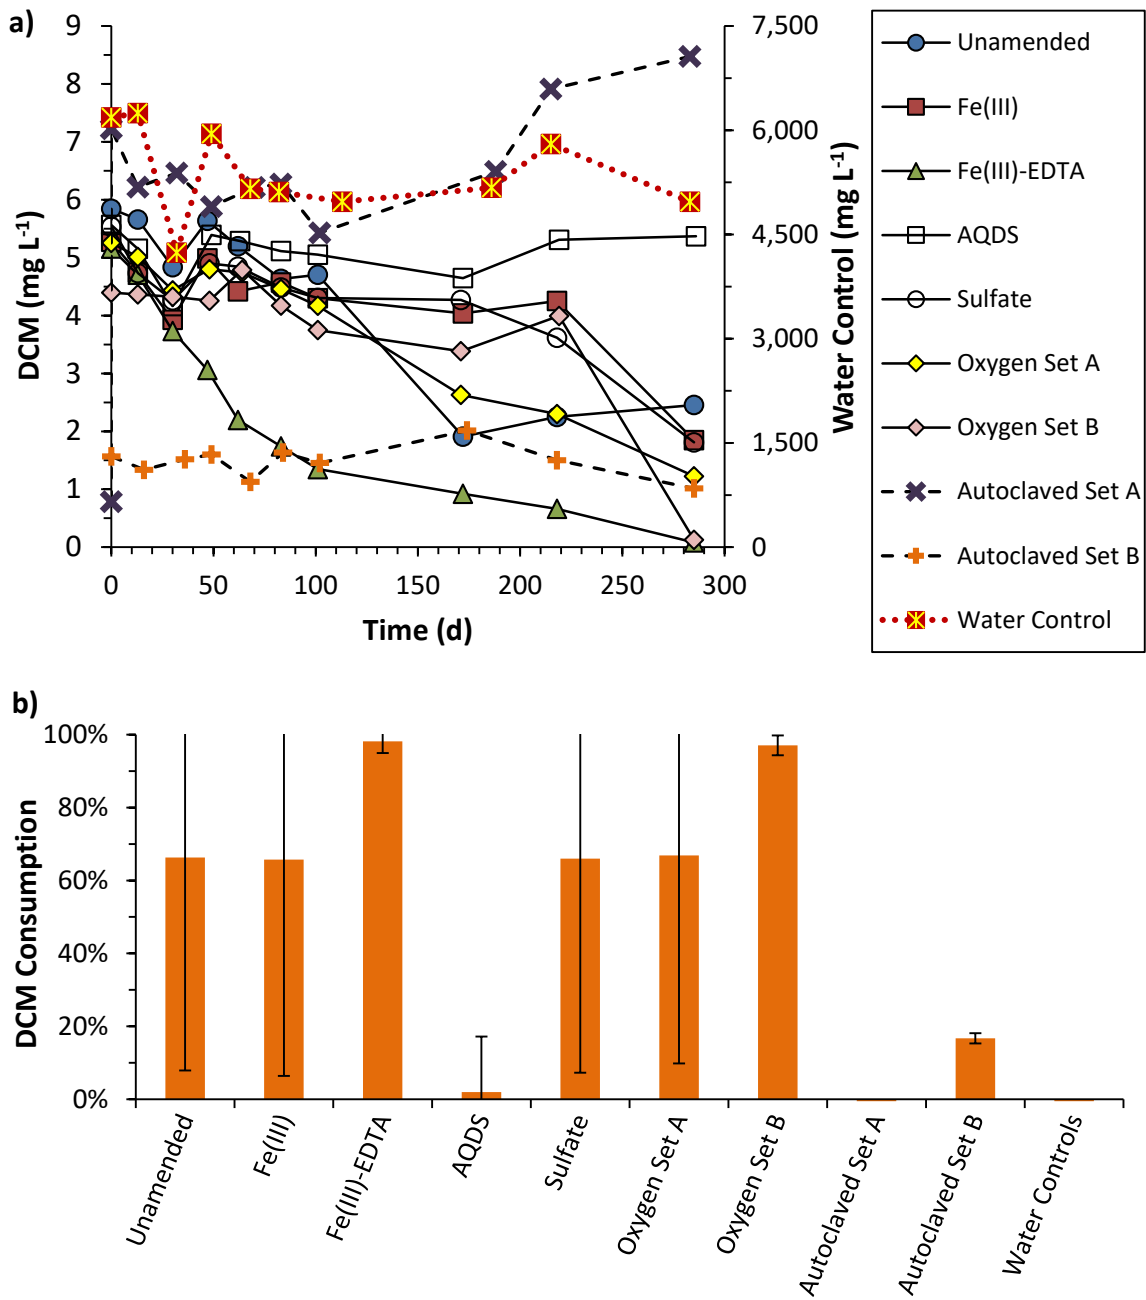 a)
9
8
7
6
5
4
3
2
1
0
DCM (mg L⁻¹)
7,500
6,000
4,500
3,000
1,500
0
Water Control (mg L⁻¹)
0 50 100 150 200 250 300
Time (d)
Unamended
Fe(III)
Fe(III)-EDTA
AQDS
Sulfate
Oxygen Set A
Oxygen Set B
Autoclaved Set A
Autoclaved Set B
Water Control
b)
100%
80%
60%
40%
20%
0%
DCM Consumption
Unamended
Fe(III)
Fe(III)-EDTA
AQDS
Sulfate
Oxygen Set A
Oxygen Set B
Autoclaved Set A
Autoclaved Set B
Water Controls